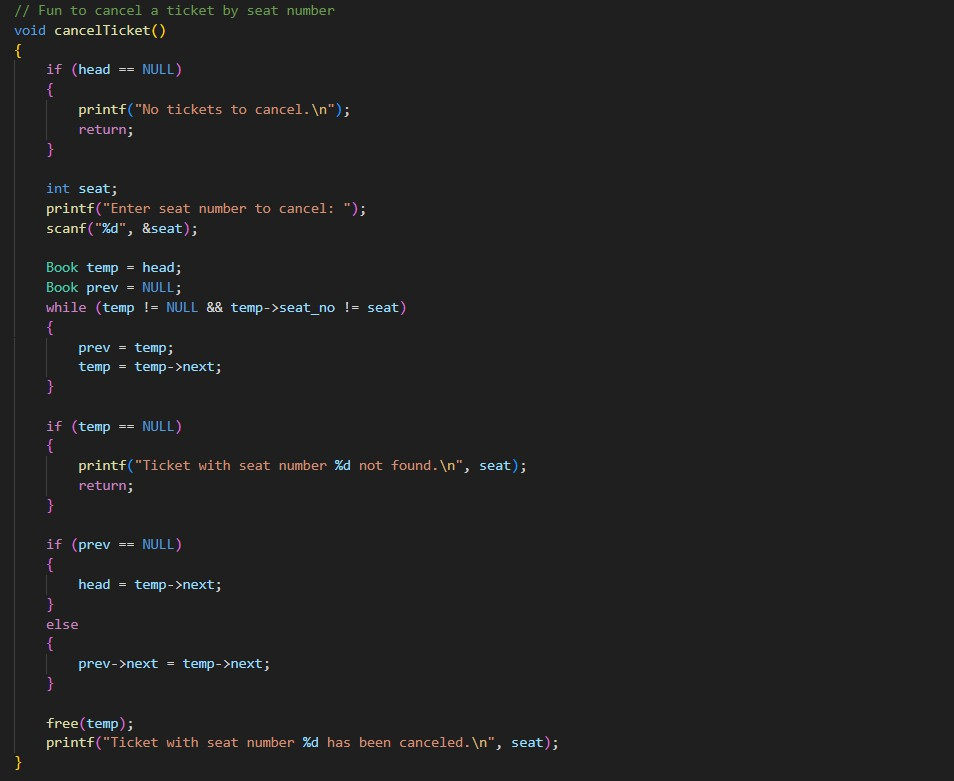 // Fun to cancel a ticket by seat number
void cancelTicket()
{
    if (head == NULL)
    {
        printf("No tickets to cancel.\n");
        return;
    }

    int seat;
    printf("Enter seat number to cancel: ");
    scanf("%d", &seat);

    Book temp = head;
    Book prev = NULL;
    while (temp != NULL && temp->seat_no != seat)
    {
        prev = temp;
        temp = temp->next;
    }

    if (temp == NULL)
    {
        printf("Ticket with seat number %d not found.\n", seat);
        return;
    }

    if (prev == NULL)
    {
        head = temp->next;
    }
    else
    {
        prev->next = temp->next;
    }

    free(temp);
    printf("Ticket with seat number %d has been canceled.\n", seat);
}